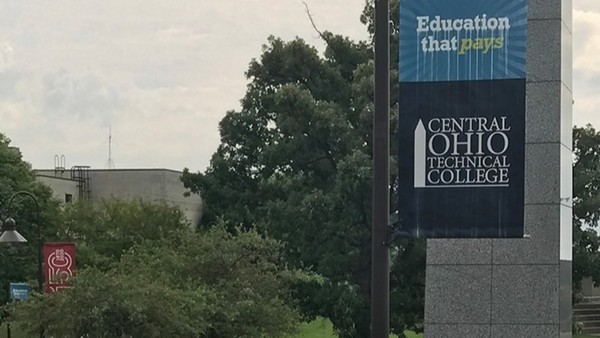 Education
that pays
CENTRAL
OHIO
TECHNICAL
COLLEGE